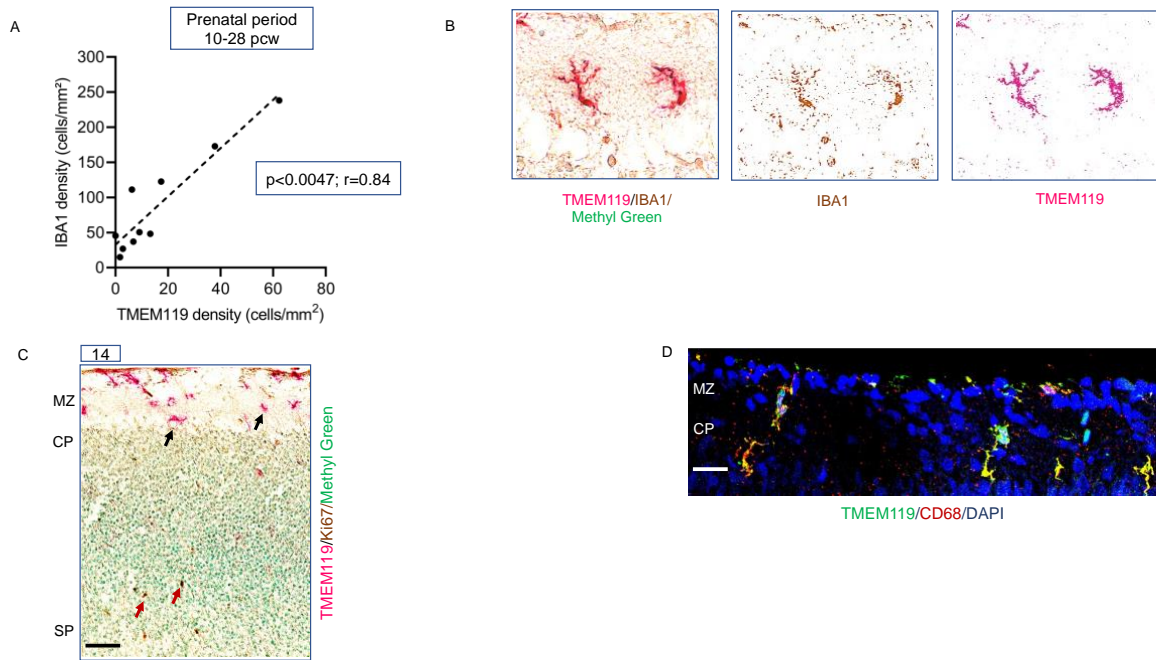 A
Prenatal period
10-28 pcw
300
250
200
150
100
50
0
IBA1 density (cells/mm²)
p<0.0047; r=0.84
0 20 40 60 80
TMEM119 density (cells/mm²)
B
TMEM119/IBA1/
Methyl Green
IBA1
TMEM119
C
14
MZ
CP
SP
TMEM119/Ki67/Methyl Green
D
MZ
CP
TMEM119/CD68/DAPI